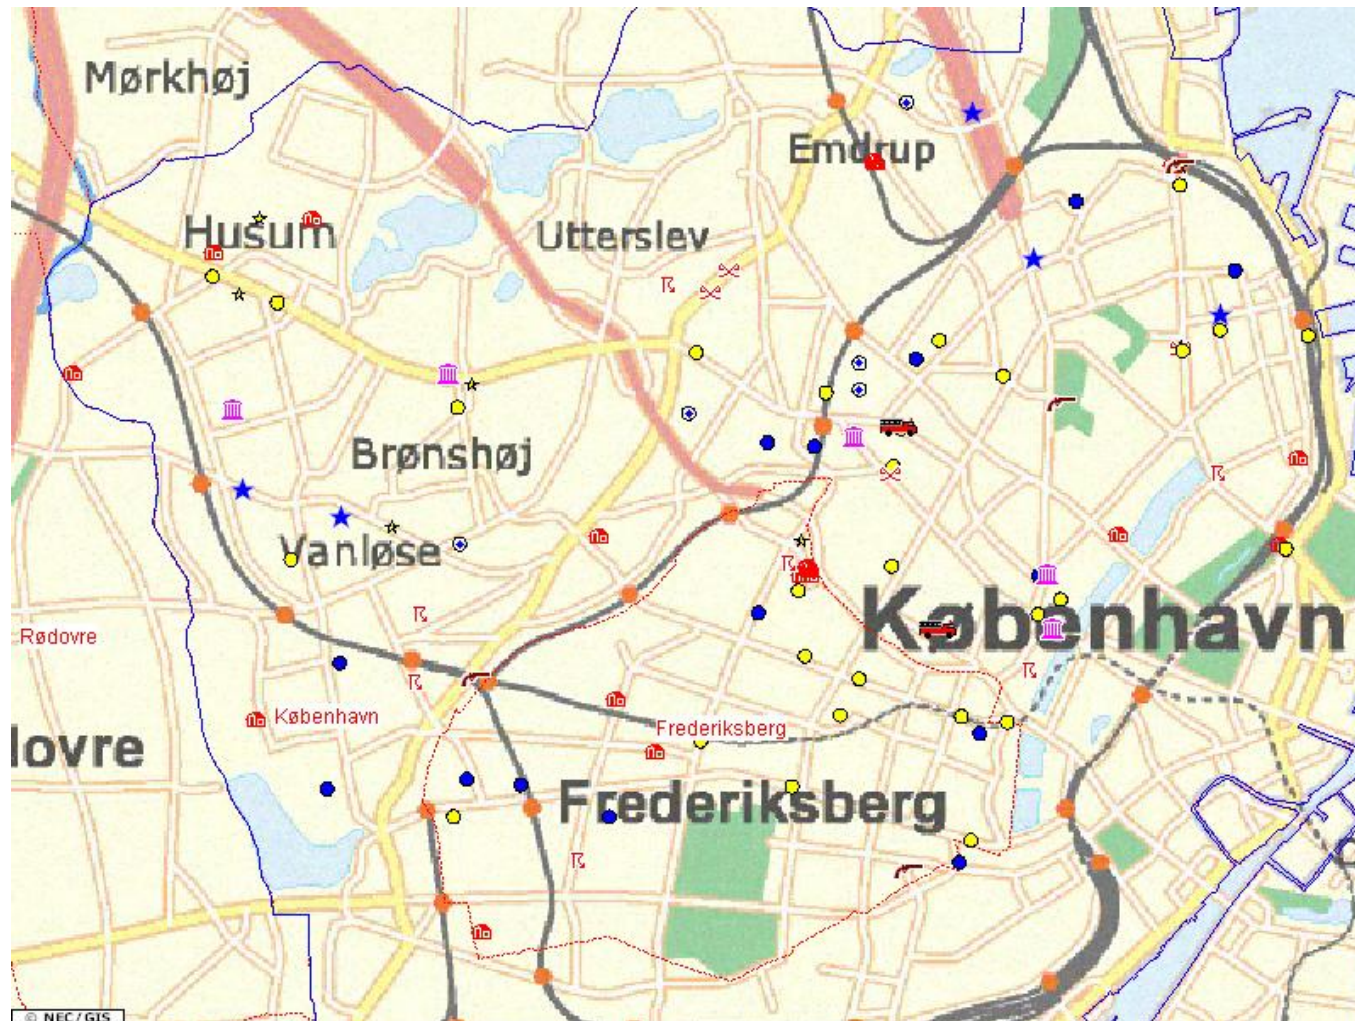 Mørkhøj
Emdrup
Husum
Utterslev
Brønshøj
Vanløse
København
Rødovre
København
Frederiksberg
lovre
Frederiksberg
© NEC/GIS